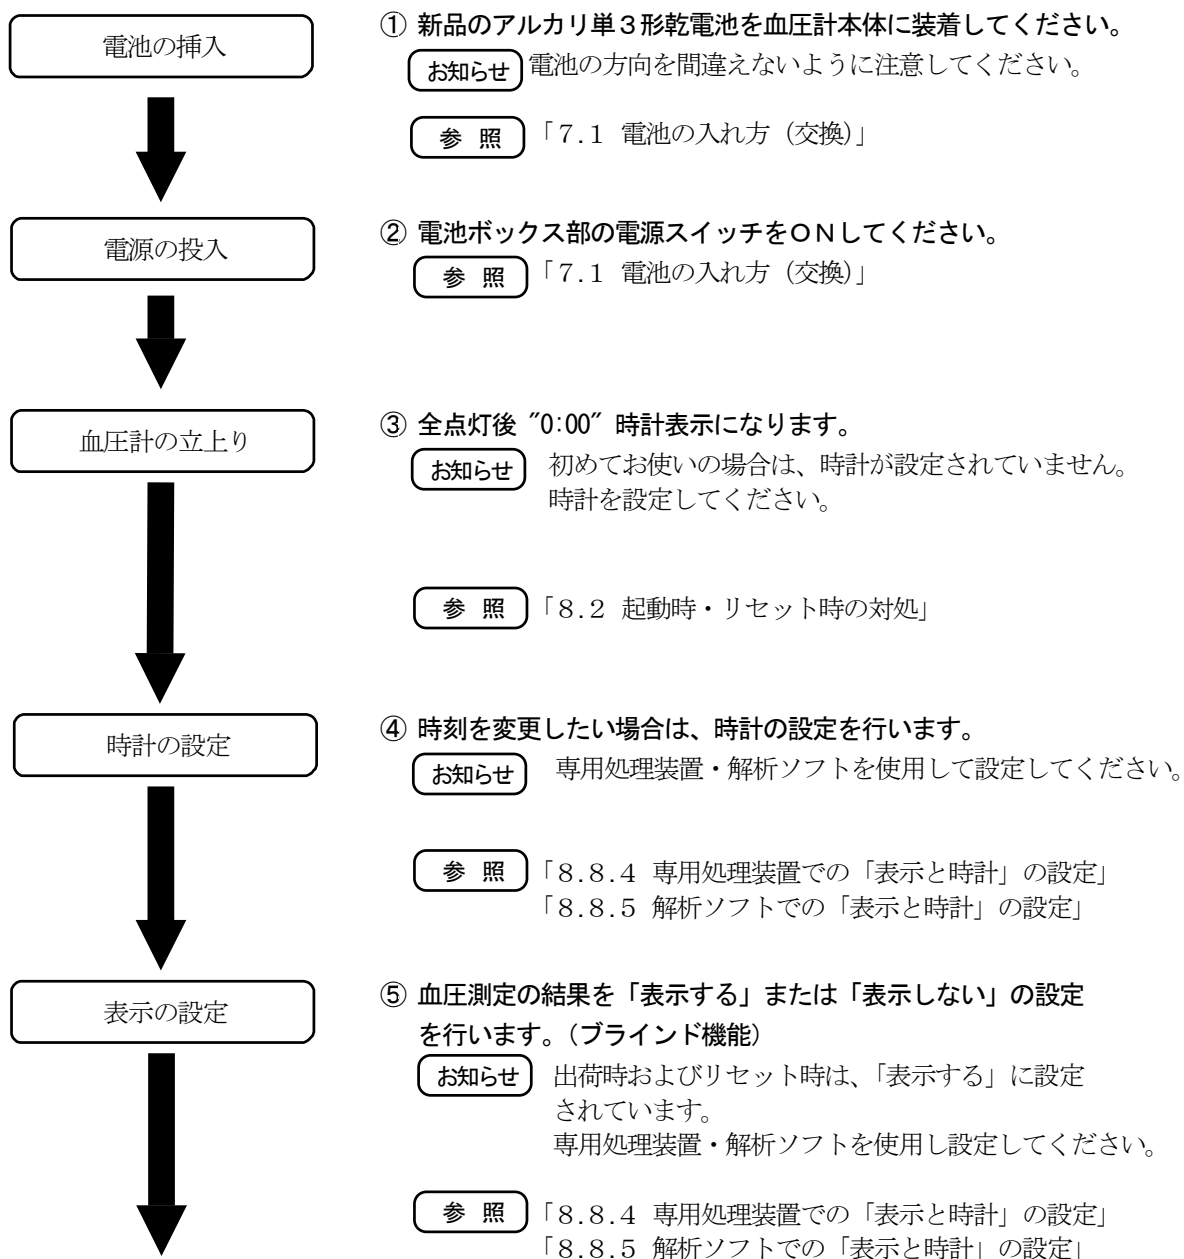 電池の挿入
① 新品のアルカリ単３形乾電池を血圧計本体に装着してください。
お知らせ 電池の方向を間違えないように注意してください。
参 照 「７.１ 電池の入れ方（交換）」
電源の投入
② 電池ボックス部の電源スイッチをＯＮしてください。
参 照 「７.１ 電池の入れ方（交換）」
血圧計の立上り
③ 全点灯後 "0:00" 時計表示になります。
お知らせ 初めてお使いの場合は、時計が設定されていません。
時計を設定してください。
参 照 「８.２ 起動時・リセット時の対処」
時計の設定
④ 時刻を変更したい場合は、時計の設定を行います。
お知らせ 専用処理装置・解析ソフトを使用して設定してください。
参 照 「８.８.４ 専用処理装置での「表示と時計」の設定」
「８.８.５ 解析ソフトでの「表示と時計」の設定」
表示の設定
⑤ 血圧測定の結果を「表示する」または「表示しない」の設定
を行います。（ブラインド機能）
お知らせ 出荷時およびリセット時は、「表示する」に設定
されています。
専用処理装置・解析ソフトを使用し設定してください。
参 照 「８.８.４ 専用処理装置での「表示と時計」の設定」
「８.８.５ 解析ソフトでの「表示と時計」の設定」